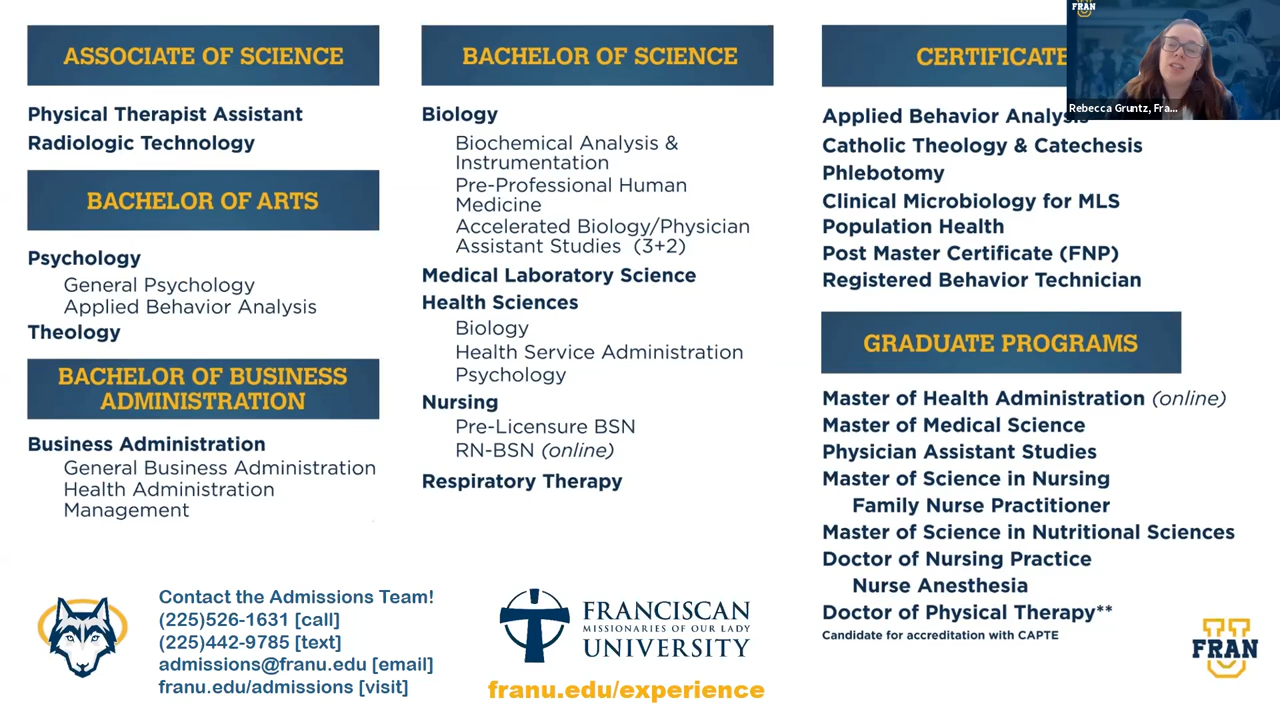 ASSOCIATE OF SCIENCE
Physical Therapist Assistant
Radiologic Technology
BACHELOR OF ARTS
Psychology
General Psychology
Applied Behavior Analysis
Theology
BACHELOR OF BUSINESS
ADMINISTRATION
Business Administration
General Business Administration
Health Administration
Management
BACHELOR OF SCIENCE
Biology
Biochemical Analysis &
Instrumentation
Pre-Professional Human
Medicine
Accelerated Biology/Physician
Assistant Studies (3+2)
Medical Laboratory Science
Health Sciences
Biology
Health Service Administration
Psychology
Nursing
Pre-Licensure BSN
RN-BSN (online)
Respiratory Therapy
CERTIFICATE
Applied Behavior Analysis
Catholic Theology & Catechesis
Phlebotomy
Clinical Microbiology for MLS
Population Health
Post Master Certificate (FNP)
Registered Behavior Technician
GRADUATE PROGRAMS
Master of Health Administration (online)
Master of Medical Science
Physician Assistant Studies
Master of Science in Nursing
Family Nurse Practitioner
Master of Science in Nutritional Sciences
Doctor of Nursing Practice
Nurse Anesthesia
Doctor of Physical Therapy**
Candidate for accreditation with CAPTE
FRAN
Rebecca Gruntz, Fra...
Contact the Admissions Team!
(225)526-1631 [call]
(225)442-9785 [text]
admissions@franu.edu [email]
franu.edu/admissions [visit]
FRANCISCAN
MISSIONARIES OF OUR LADY
UNIVERSITY
franu.edu/experience
U
FRAN